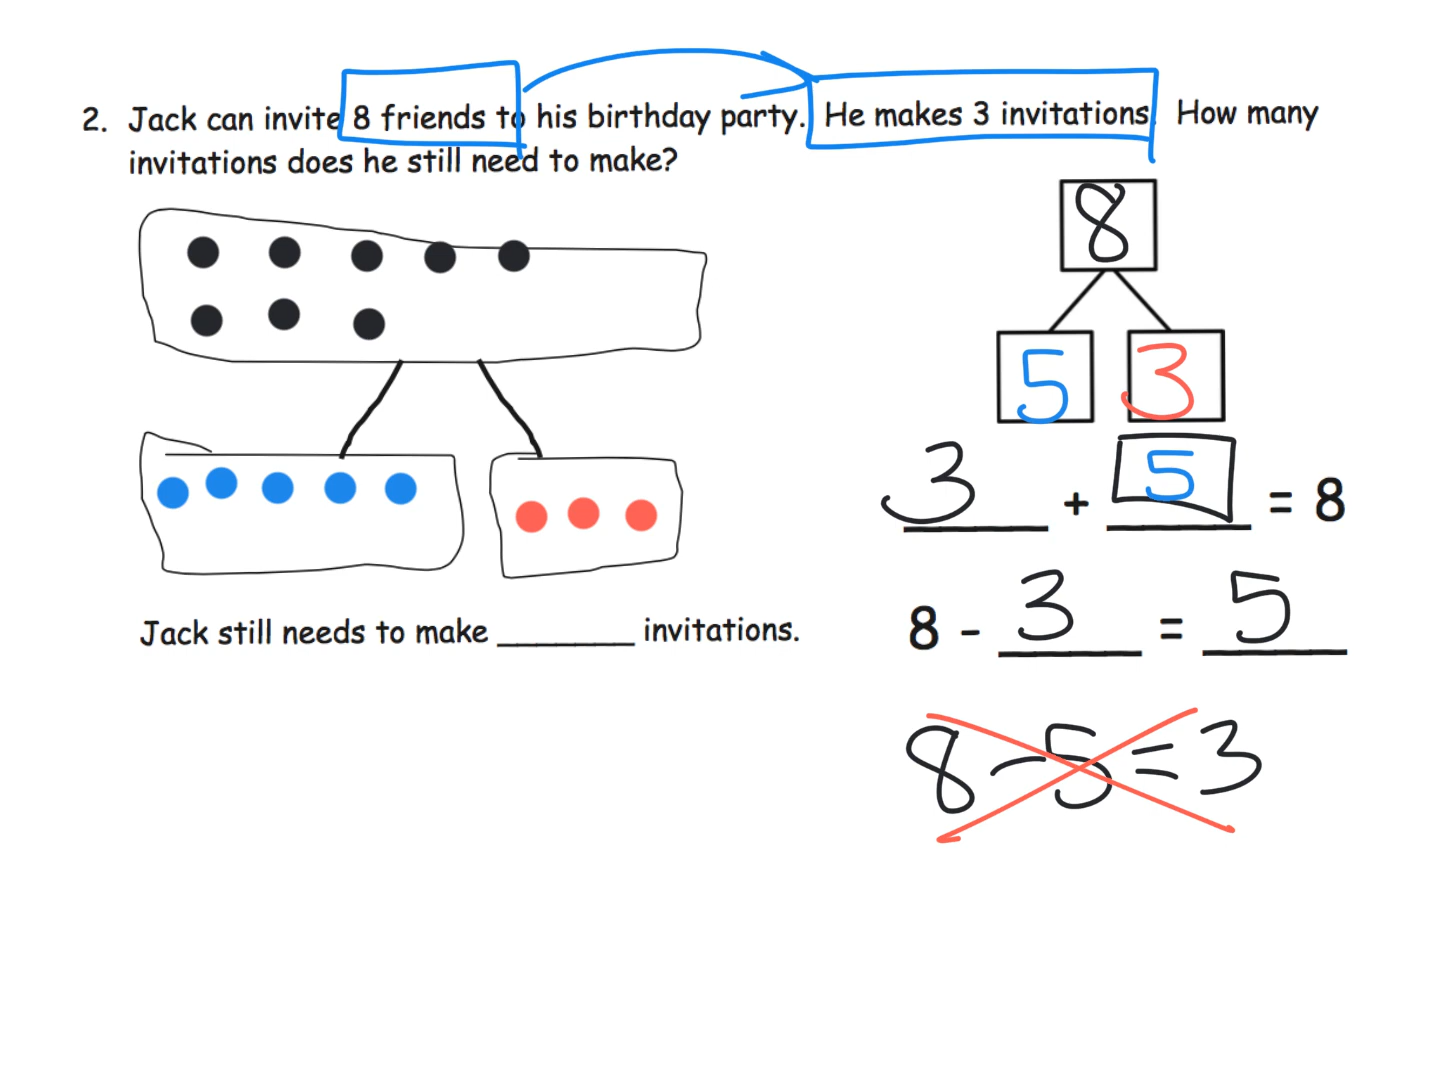 2. Jack can invite 8 friends to his birthday party. He makes 3 invitations. How many
invitations does he still need to make?
8
5 3
3 + 5 = 8
8 - 3 = 5
Jack still needs to make ________ invitations.
8 - 5 = 3